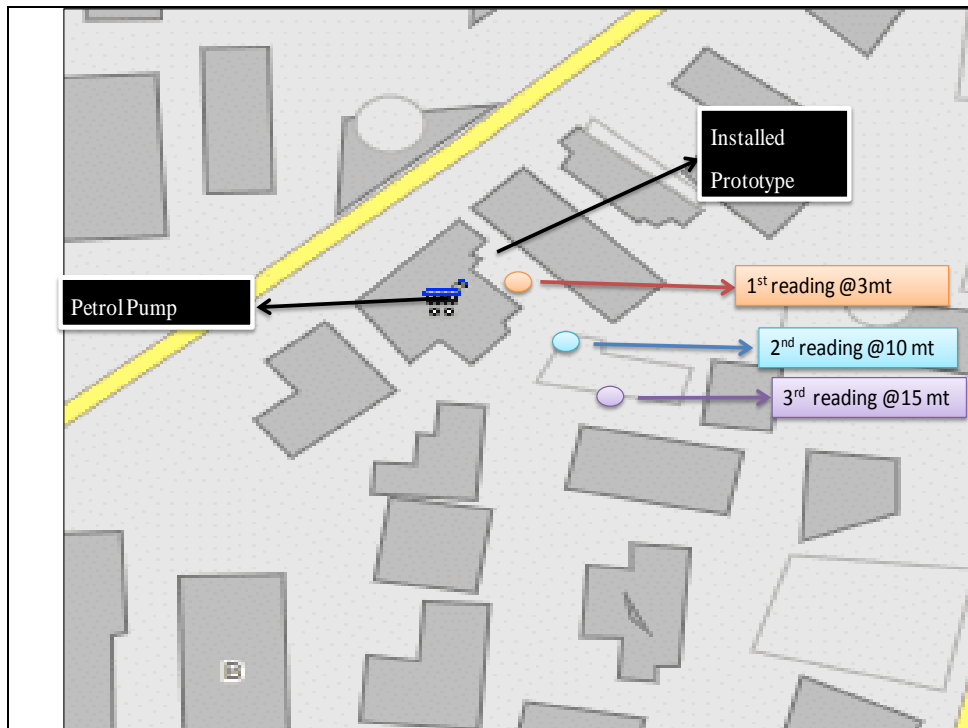 Installed
Prototype
Petrol Pump
1st reading @3mt
2nd reading @10 mt
3rd reading @15 mt
B